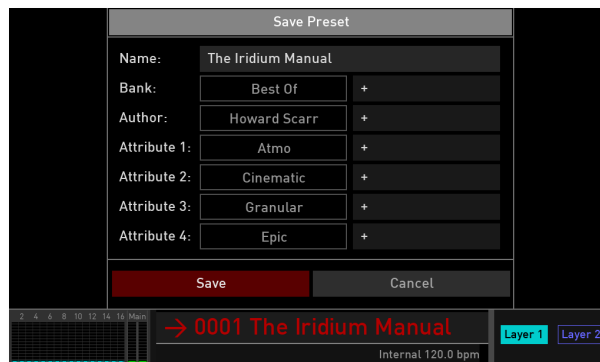 Save Preset
Name: The Iridium Manual
Bank: Best Of +
Author: Howard Scarr +
Attribute 1: Atmo +
Attribute 2: Cinematic +
Attribute 3: Granular +
Attribute 4: Epic +
Save Cancel
2 4 6 8 10 12 14 16 Main
→ 0001 The Iridium Manual
Layer 1 Layer 2
Internal 120.0 bpm